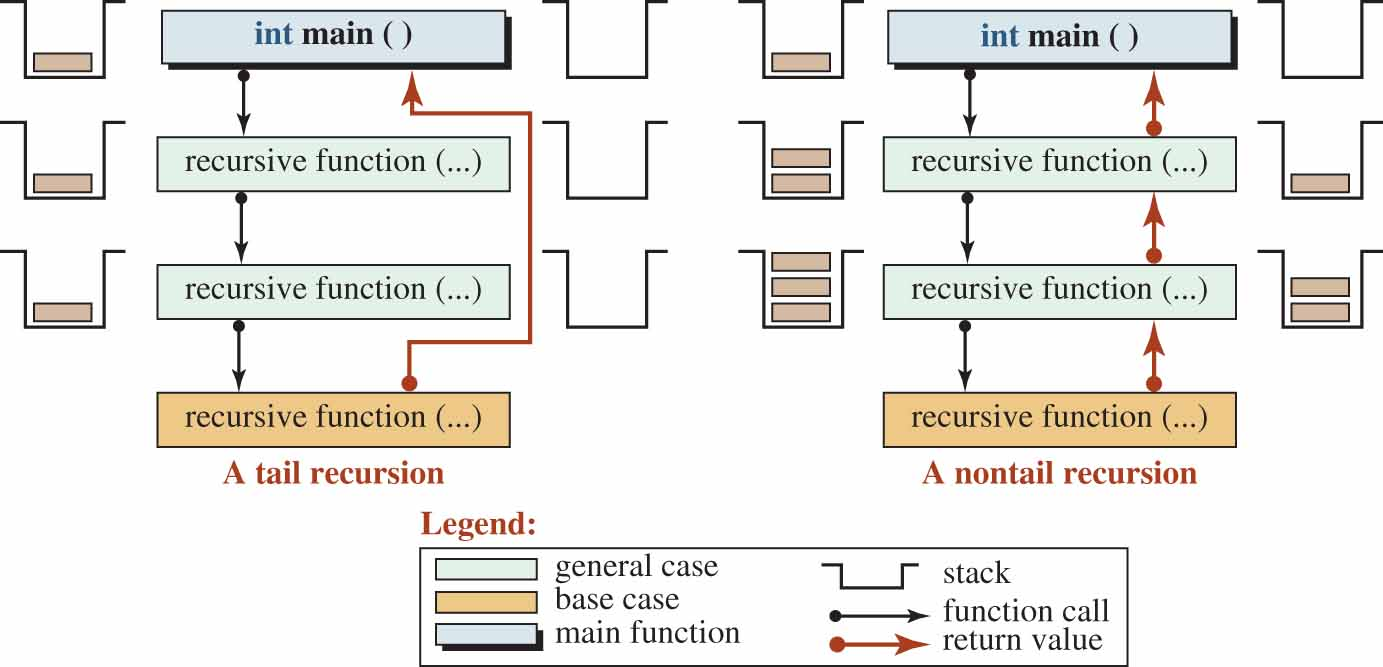 int main ( )
recursive function (...)
recursive function (...)
recursive function (...)
A tail recursion
int main ( )
recursive function (...)
recursive function (...)
recursive function (...)
A nontail recursion
Legend:
general case
base case
main function
stack
function call
return value